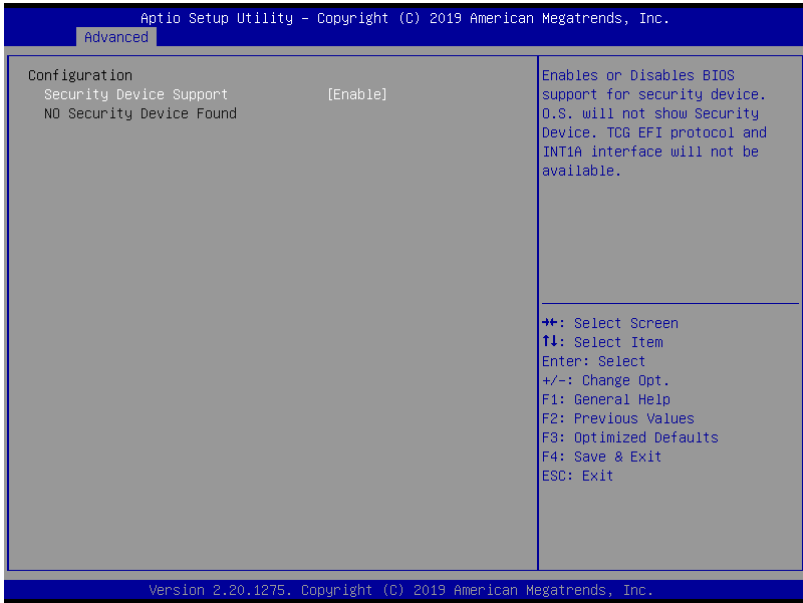 Aptio Setup Utility – Copyright (C) 2019 American Megatrends, Inc.
Advanced
Configuration
Security Device Support [Enable]
NO Security Device Found
Enables or Disables BIOS
support for security device.
O.S. will not show Security
Device. TCG EFI protocol and
INT1A interface will not be
available.
→←: Select Screen
↑↓: Select Item
Enter: Select
+/-: Change Opt.
F1: General Help
F2: Previous Values
F3: Optimized Defaults
F4: Save & Exit
ESC: Exit
Version 2.20.1275. Copyright (C) 2019 American Megatrends, Inc.